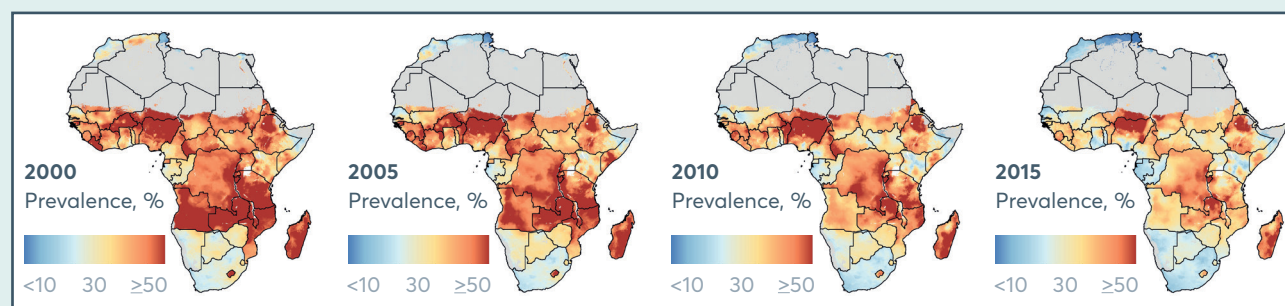 2000
Prevalence, %
<10 30 ≥50
2005
Prevalence, %
<10 30 ≥50
2010
Prevalence, %
<10 30 ≥50
2015
Prevalence, %
<10 30 ≥50